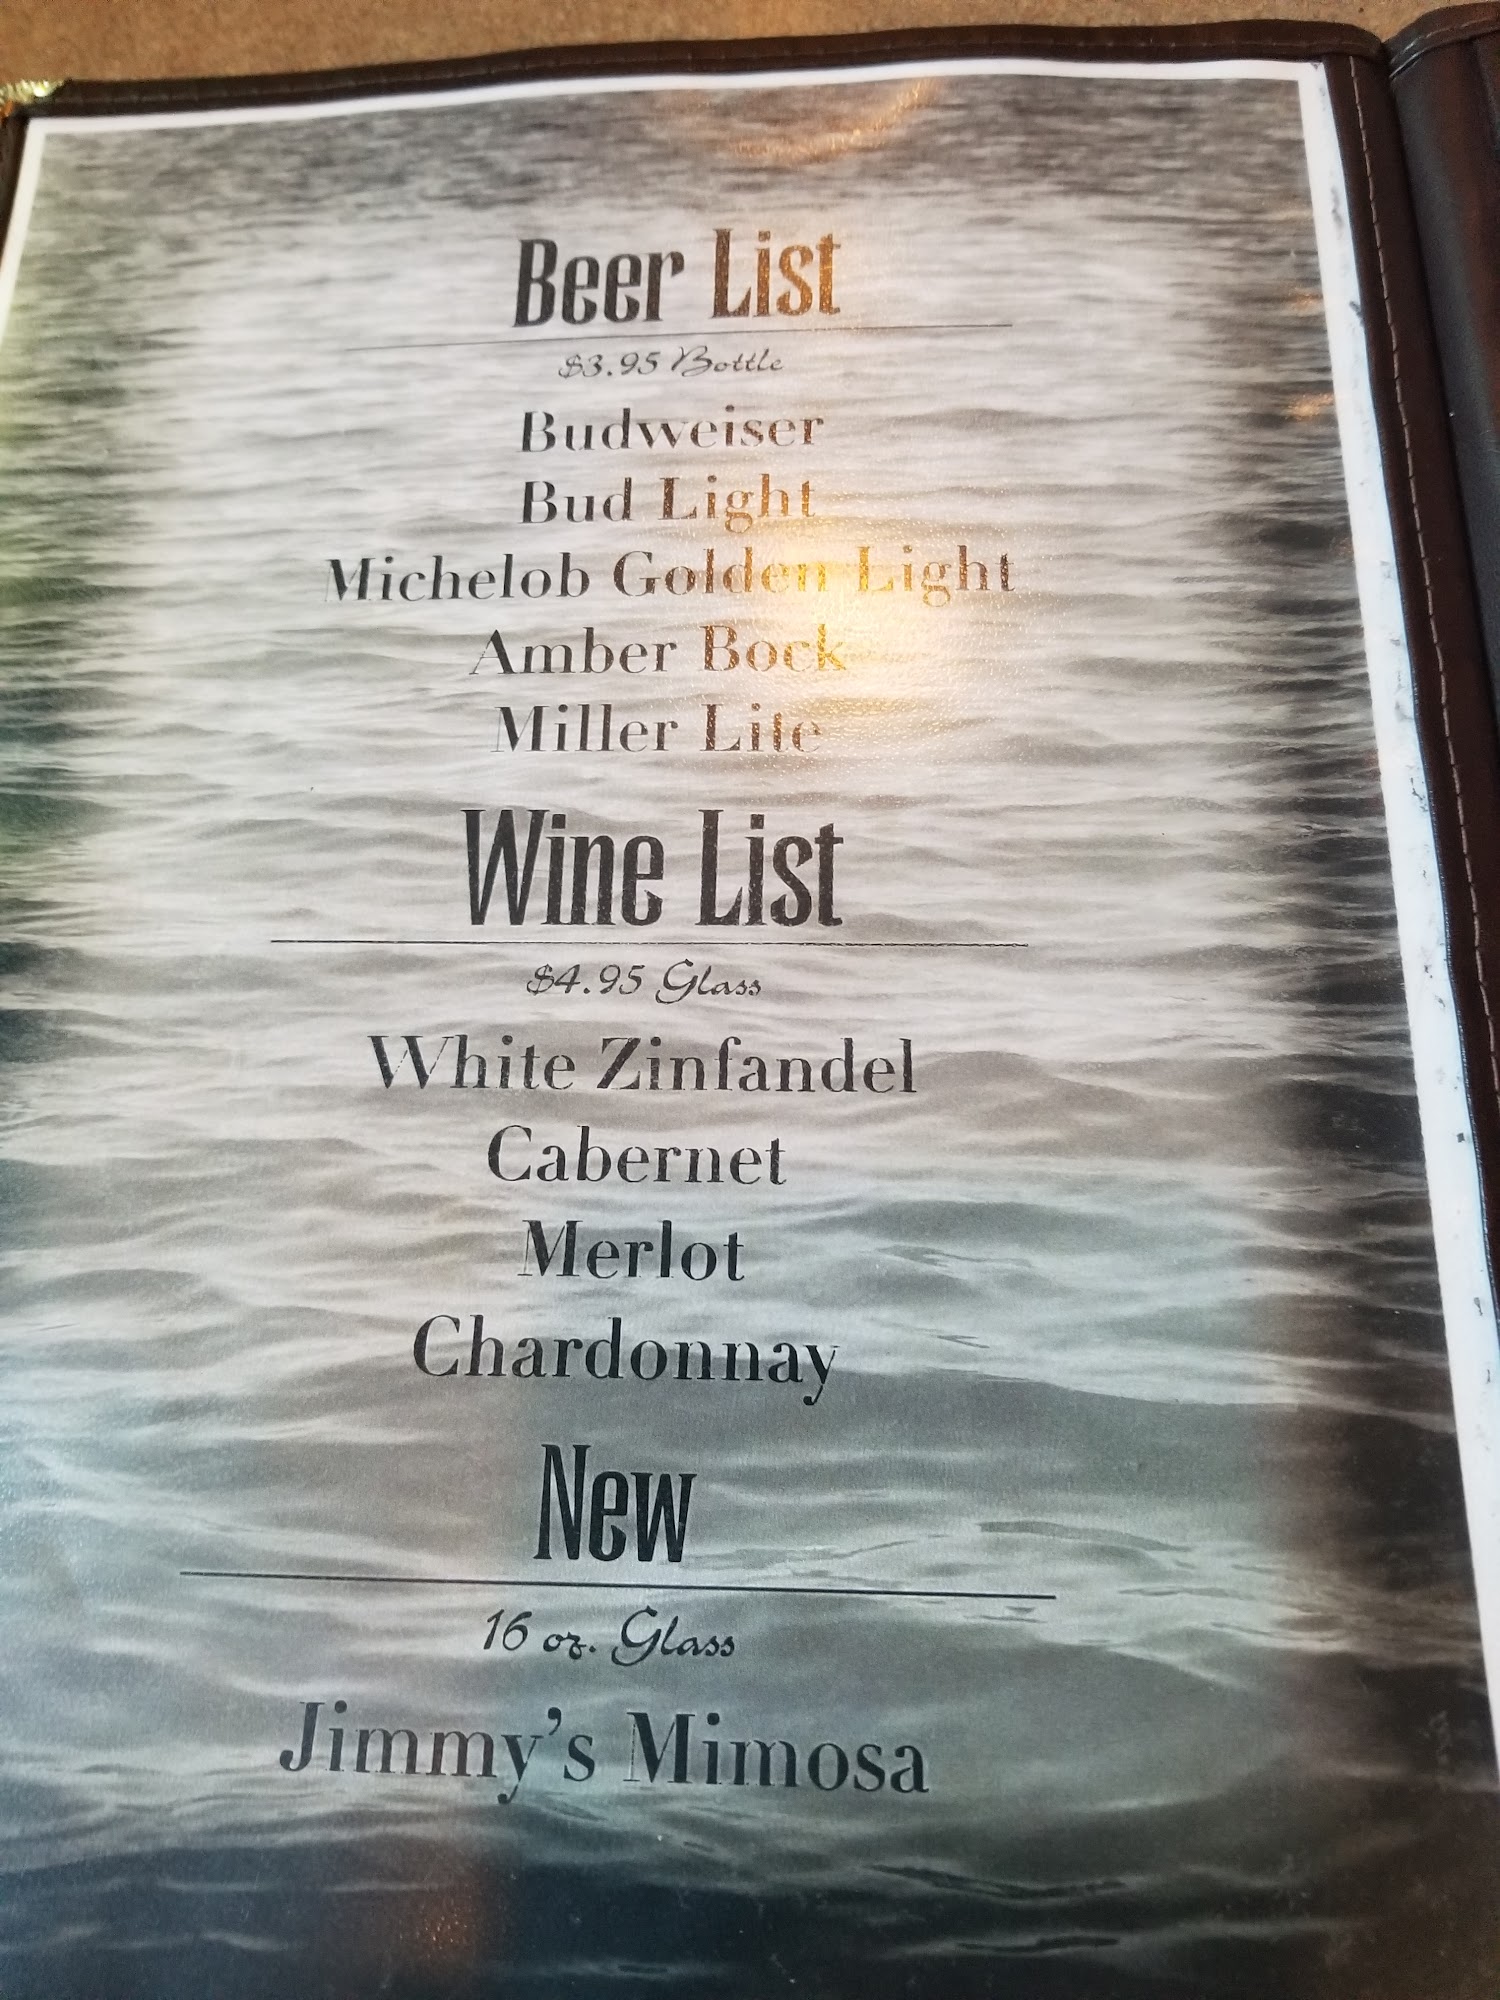 Beer List
$3.95 Bottle
Budweiser
Bud Light
Michelob Golden Light
Amber Bock
Miller Lite
Wine List
$4.95 Glass
White Zinfandel
Cabernet
Merlot
Chardonnay
New
16 oz. Glass
Jimmy's Mimosa